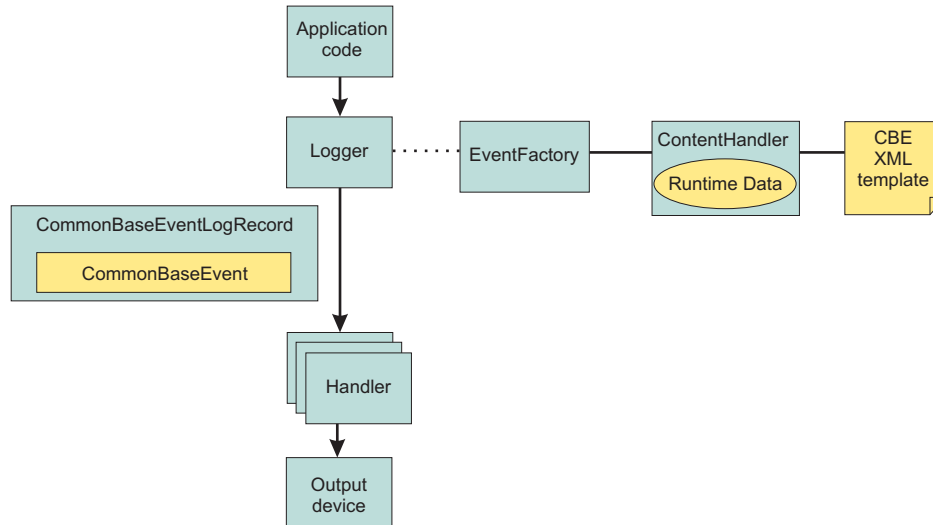 Application
code
Logger
EventFactory
ContentHandler
Runtime Data
CBE
XML
template
CommonBaseEventLogRecord
CommonBaseEvent
Handler
Output
device